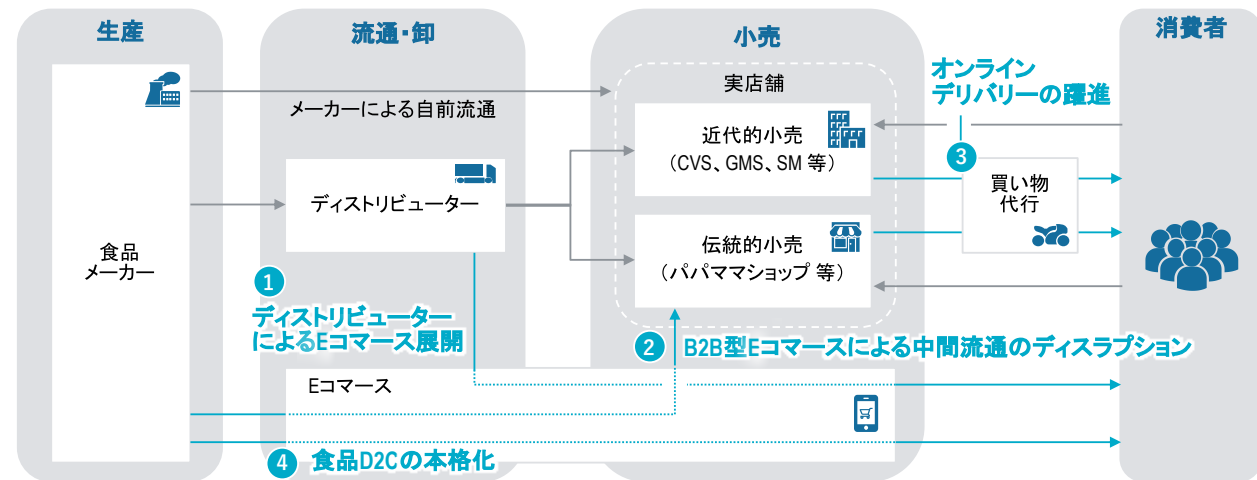 生産
流通・卸
小売
消費者
食品
メーカー
メーカーによる自前流通
ディストリビューター
実店舗
近代的小売
（CVS、GMS、SM 等）
伝統的小売
（パパママショップ 等）
オンライン
デリバリーの躍進
3
買い物
代行
1
ディストリビューター
によるEコマース展開
2
B2B型Eコマースによる中間流通のディスラプション
Eコマース
4
食品D2Cの本格化